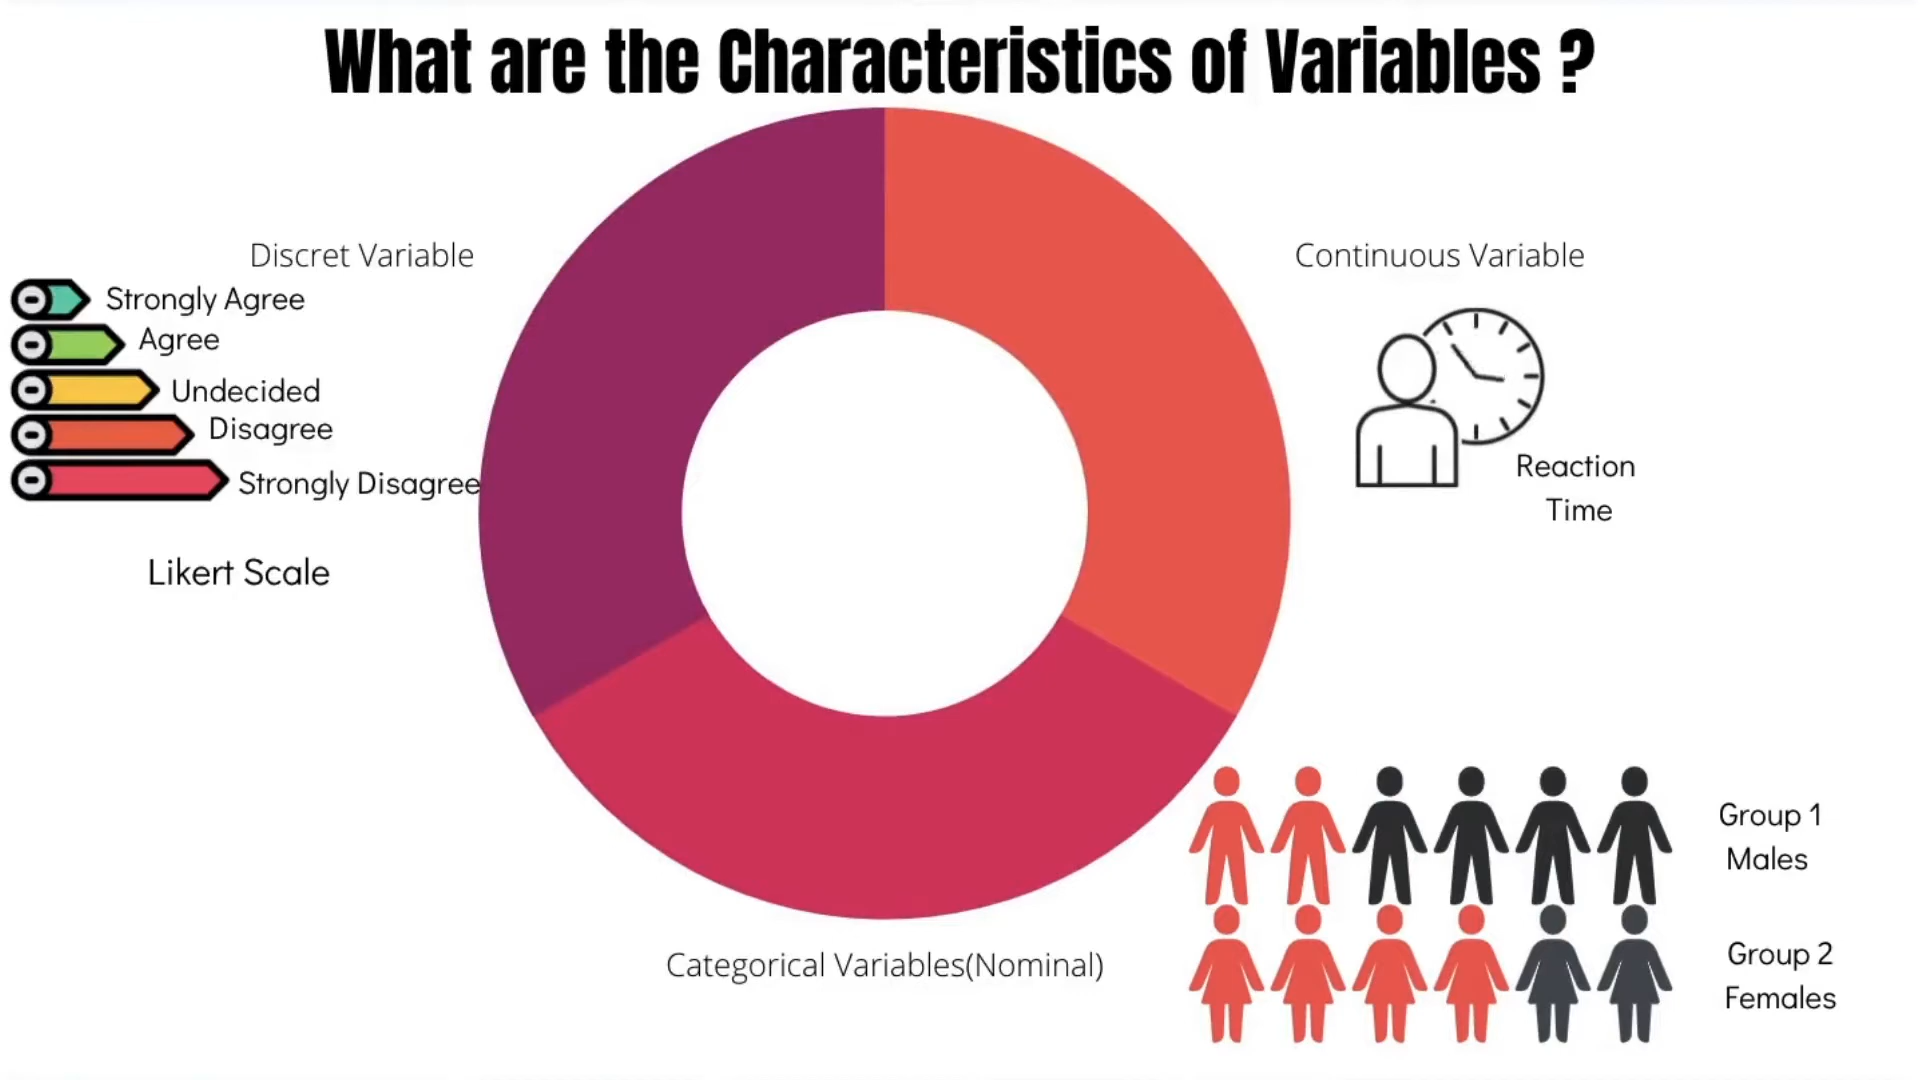 What are the Characteristics of Variables ?
Discret Variable
Strongly Agree
Agree
Undecided
Disagree
Strongly Disagree
Likert Scale
Continuous Variable
Reaction
Time
Categorical Variables(Nominal)
Group 1
Males
Group 2
Females